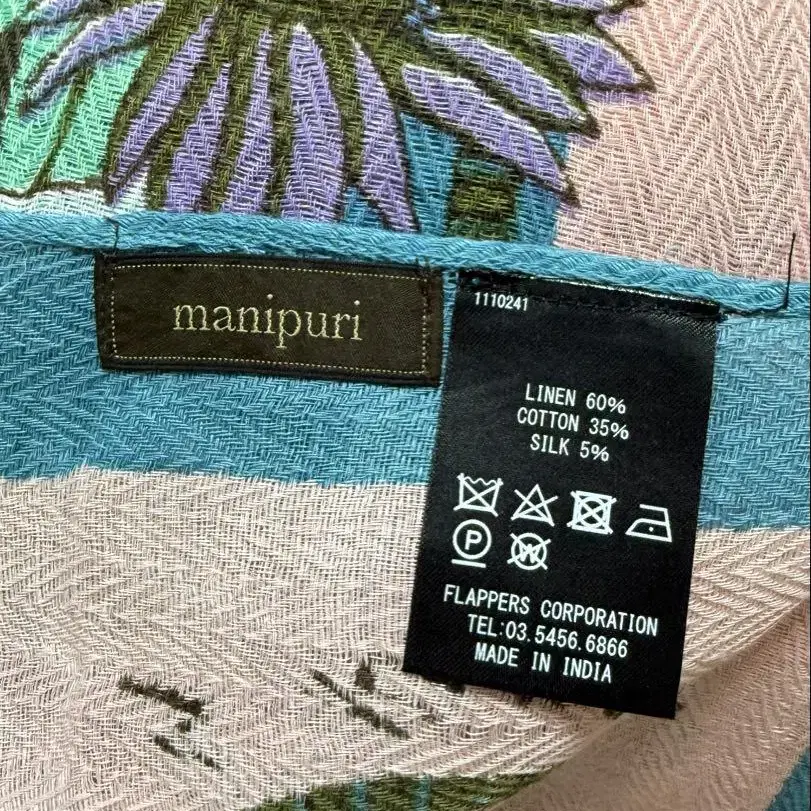 manipuri
1110241
LINEN 60%
COTTON 35%
SILK 5%
P
W
FLAPPERS CORPORATION
TEL:03.5456.6866
MADE IN INDIA